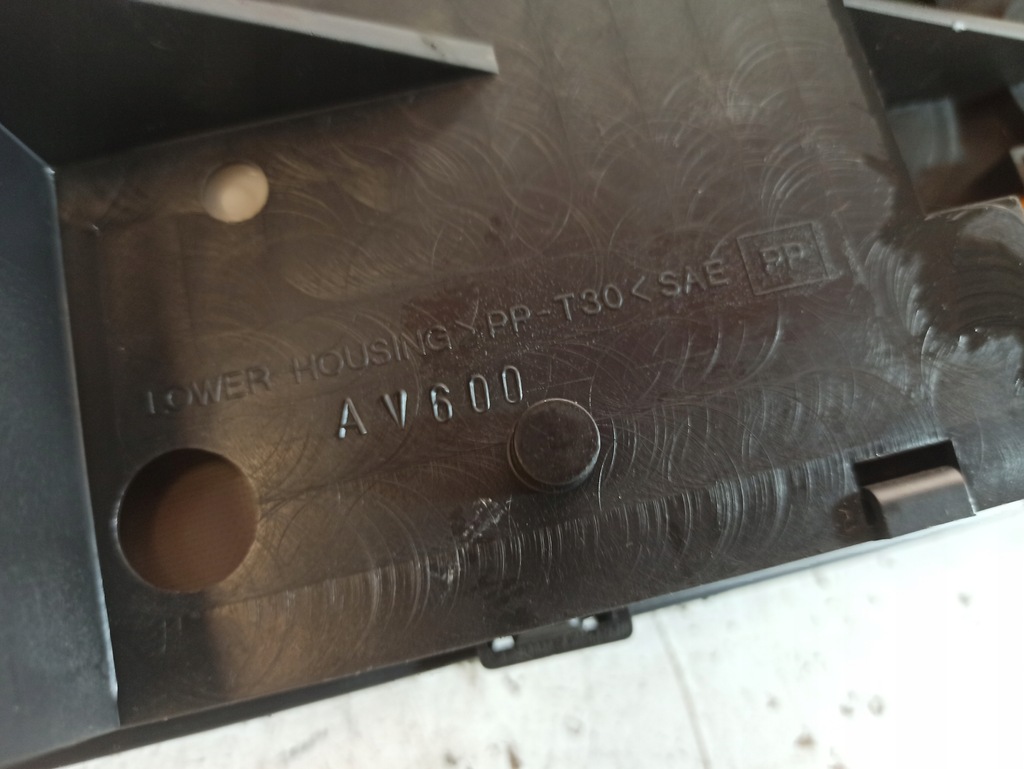 LOWER HOUSING >PP-T30< SAE PP
AV600